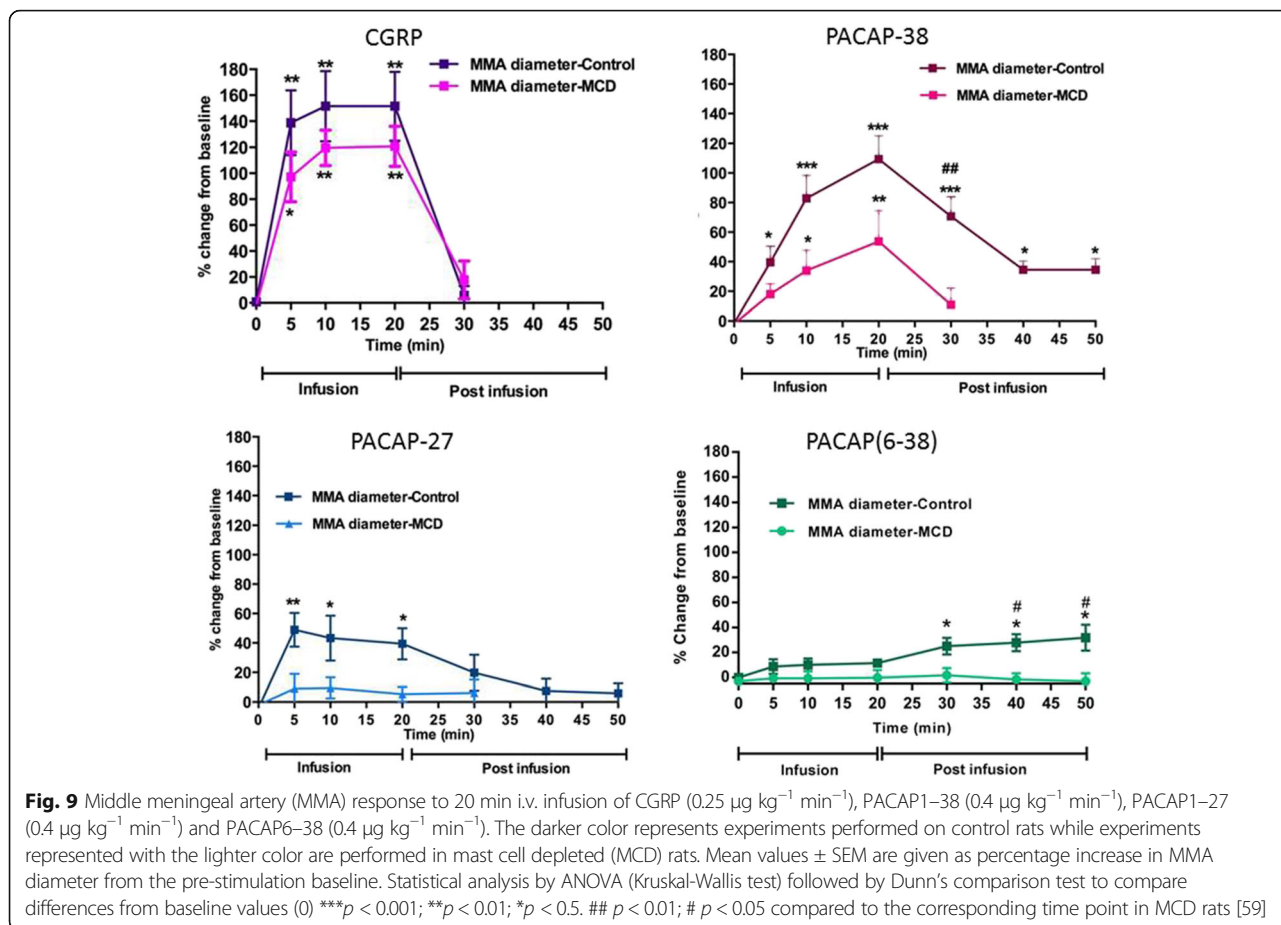 CGRP
MMA diameter-Control
MMA diameter-MCD
% change from baseline
180
160
140
120
100
80
60
40
20
0
** ** **
* ** **
0 5 10 15 20 25 30 35 40 45 50
Time (min)
Infusion Post infusion
PACAP-38
MMA diameter-Control
MMA diameter-MCD
% change from baseline
180
160
140
120
100
80
60
40
20
0
* *** *** ## *** * *
* **
0 5 10 15 20 25 30 35 40 45 50
Time (min)
Infusion Post infusion
PACAP-27
MMA diameter-Control
MMA diameter-MCD
% change from baseline
180
160
140
120
100
80
60
40
20
0
** * *
0 5 10 15 20 25 30 35 40 45 50
Time (min)
Infusion Post infusion
PACAP(6-38)
MMA diameter-Control
MMA diameter-MCD
% Change from baseline
180
160
140
120
100
80
60
40
20
0
# #
* * *
0 5 10 15 20 25 30 35 40 45 50
Time (min)
Infusion Post infusion
Fig. 9 Middle meningeal artery (MMA) response to 20 min i.v. infusion of CGRP (0.25 μg kg⁻¹ min⁻¹), PACAP1–38 (0.4 μg kg⁻¹ min⁻¹), PACAP1–27
(0.4 μg kg⁻¹ min⁻¹) and PACAP6–38 (0.4 μg kg⁻¹ min⁻¹). The darker color represents experiments performed on control rats while experiments
represented with the lighter color are performed in mast cell depleted (MCD) rats. Mean values ± SEM are given as percentage increase in MMA
diameter from the pre-stimulation baseline. Statistical analysis by ANOVA (Kruskal-Wallis test) followed by Dunn's comparison test to compare
differences from baseline values (0) ***p < 0.001; **p < 0.01; *p < 0.5. ## p < 0.01; # p < 0.05 compared to the corresponding time point in MCD rats [59]